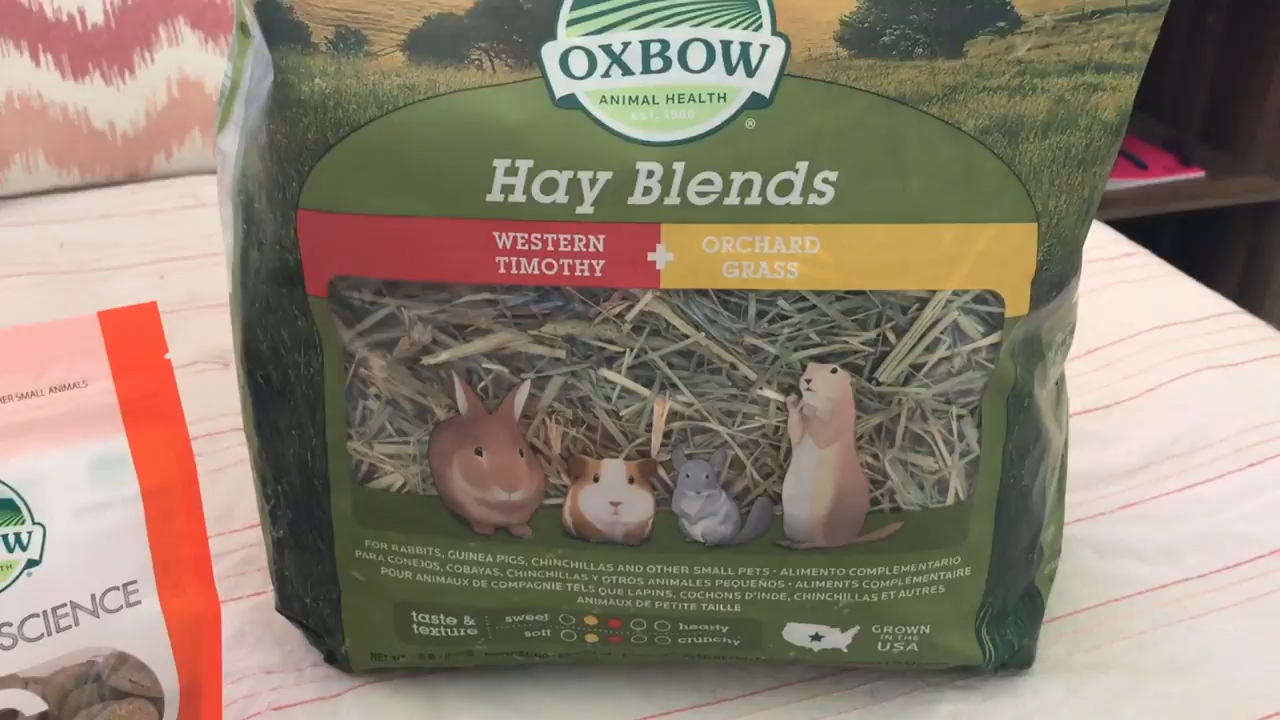 OXBOW
ANIMAL HEALTH
EST. 1980
®
Hay Blends
WESTERN
TIMOTHY
+
ORCHARD
GRASS
FOR RABBITS, GUINEA PIGS, CHINCHILLAS AND OTHER SMALL PETS • ALIMENTO COMPLEMENTARIO
PARA CONEJOS, COBAYAS, CHINCHILLAS Y OTROS ANIMALES PEQUEÑOS • ALIMENTS COMPLÉMENTAIRE
POUR ANIMAUX DE COMPAGNIE TELS QUE LAPINS, COCHONS D'INDE, CHINCHILLAS ET AUTRES
ANIMAUX DE PETITE TAILLE
taste &
texture
sweet hearty
soft crunchy
GROWN
IN THE
USA
NET
ER SMALL ANIMALS
W
TH
SCIENCE
C